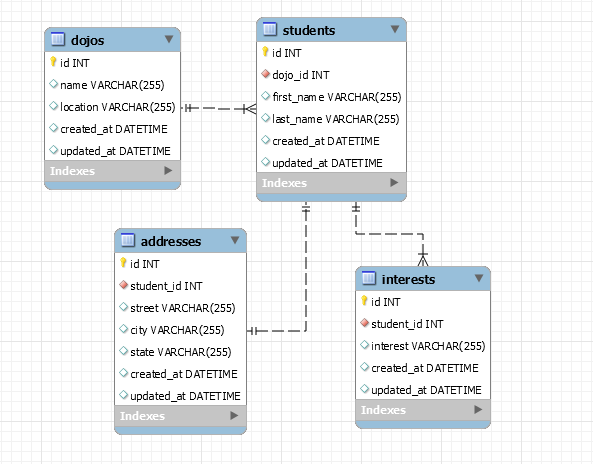 dojos
id INT
name VARCHAR(255)
location VARCHAR(255)
created_at DATETIME
updated_at DATETIME
Indexes
students
id INT
dojo_id INT
first_name VARCHAR(255)
last_name VARCHAR(255)
created_at DATETIME
updated_at DATETIME
Indexes
addresses
id INT
student_id INT
street VARCHAR(255)
city VARCHAR(255)
state VARCHAR(255)
created_at DATETIME
updated_at DATETIME
Indexes
interests
id INT
student_id INT
interest VARCHAR(255)
created_at DATETIME
updated_at DATETIME
Indexes